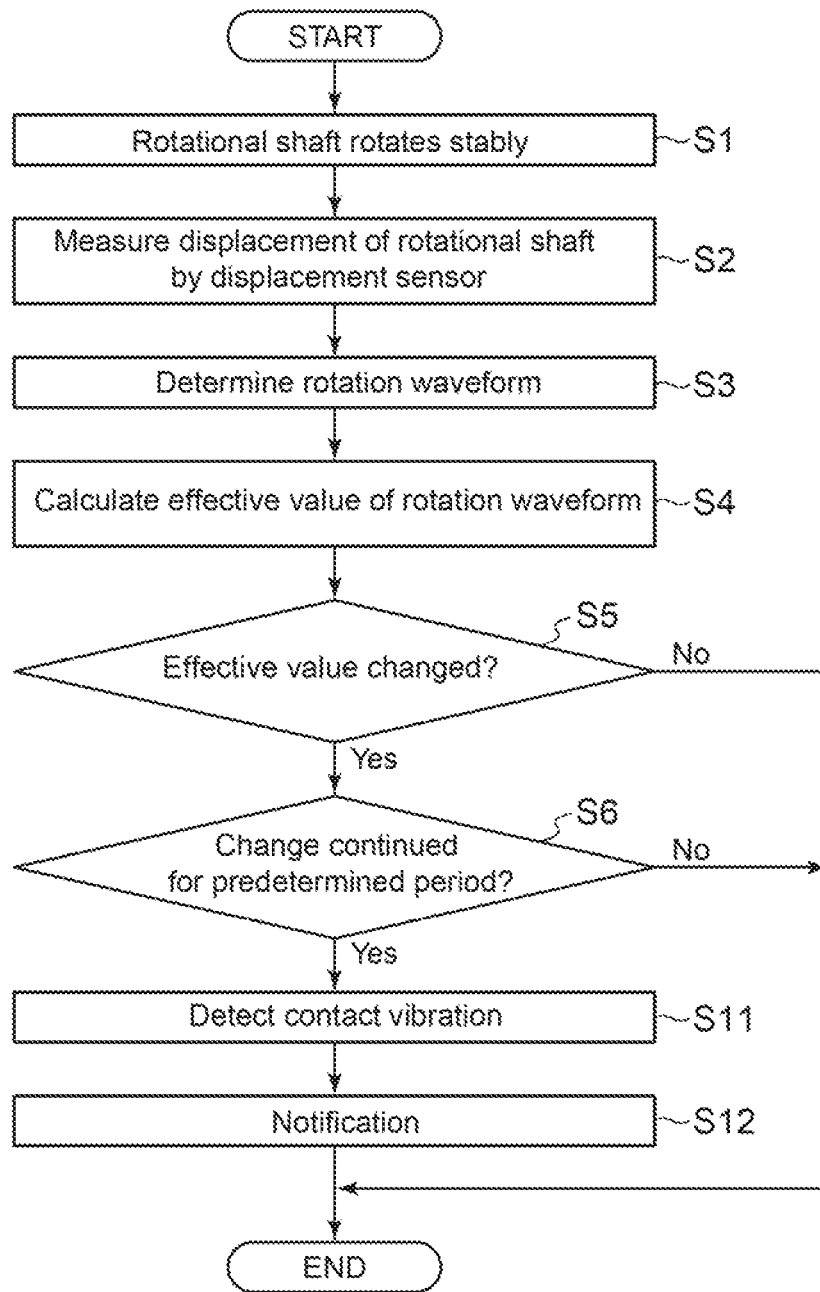 START
Rotational shaft rotates stably
S1
Measure displacement of rotational shaft
by displacement sensor
S2
Determine rotation waveform
S3
Calculate effective value of rotation waveform
S4
S5
Effective value changed?
No
Yes
S6
Change continued
for predetermined period?
No
Yes
Detect contact vibration
S11
Notification
S12
END